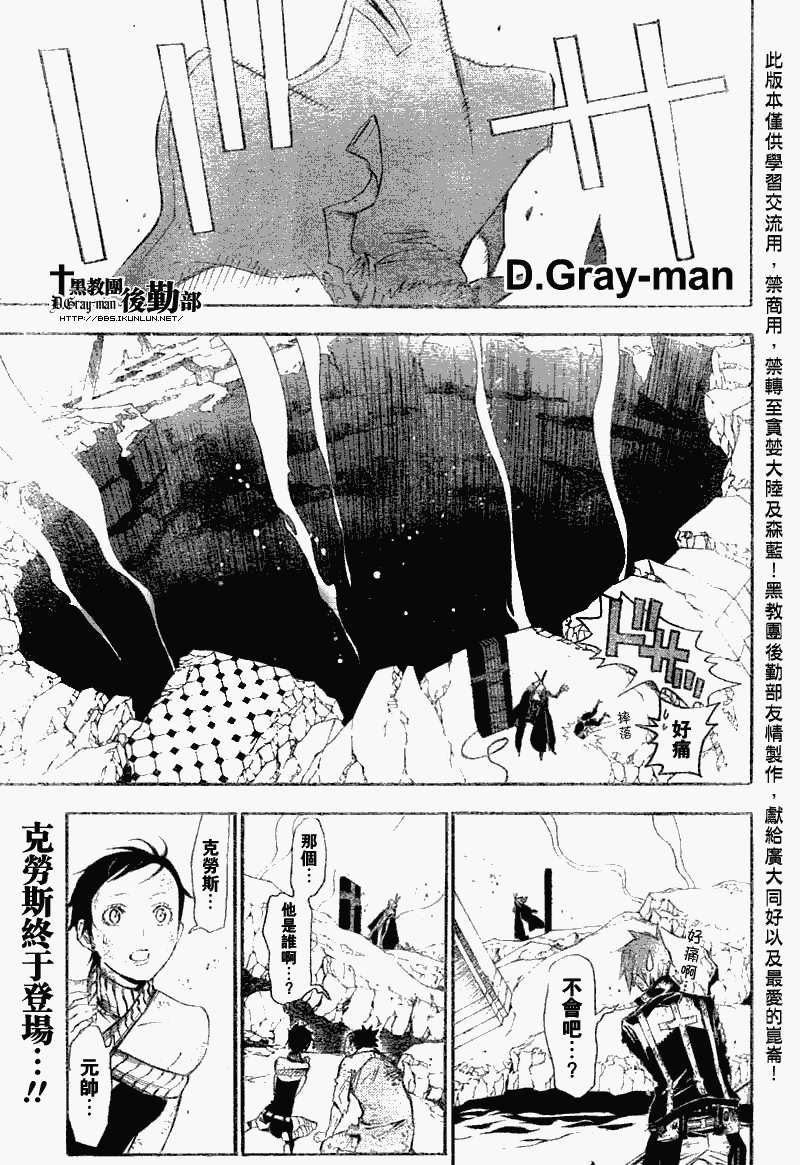 D.Gray-man
黑教團
D.Gray-man 後勤部
HTTP://BBS.IKUNLUN.NET/
此版本僅供學習交流用，禁商用，禁轉至貪婪大陸及森藍！黑教團後勤部友情製作，獻給廣大同好以及最愛的崑崙！
摔落
好痛
好痛啊
不會吧…？
那個…
他是誰啊…？
克勞斯…
元帥…
克勞斯終于登場…!!